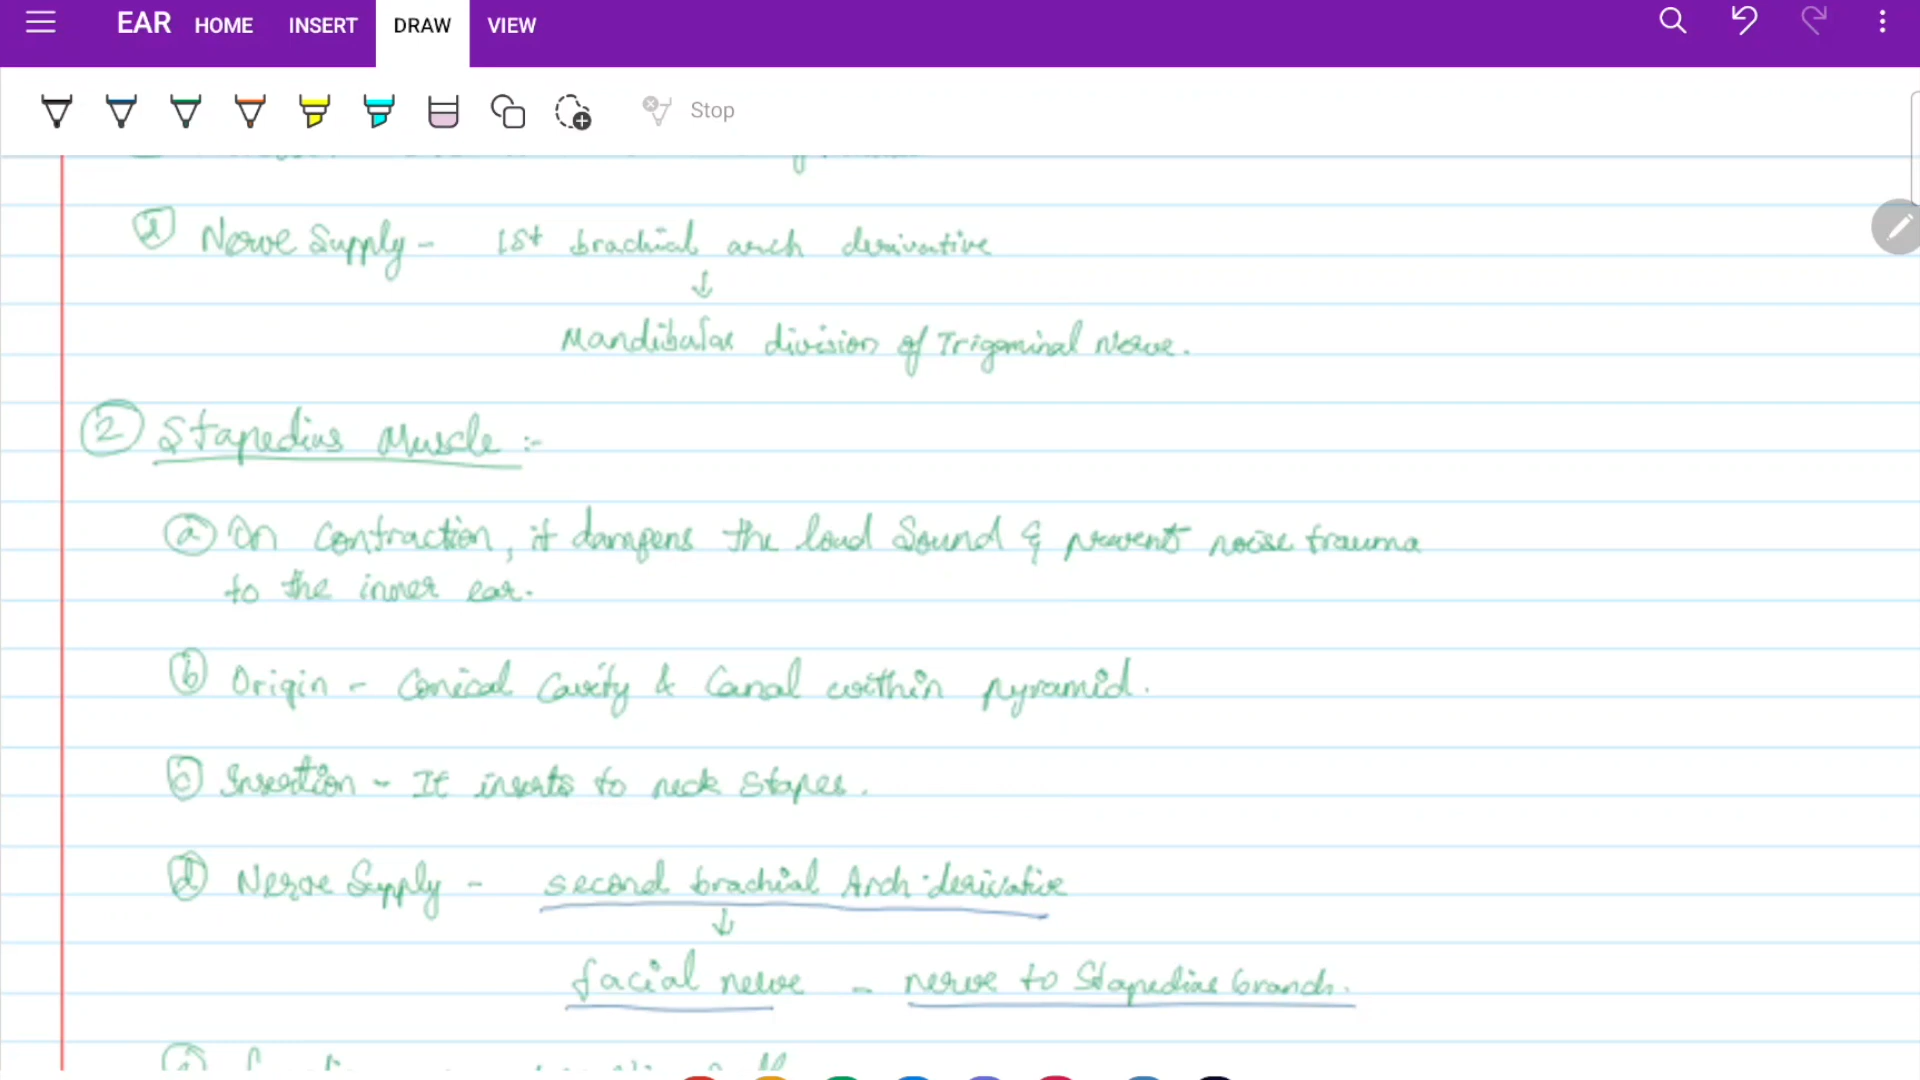 EAR HOME INSERT DRAW VIEW
Stop
d Nerve Supply - 1st brachial arch derivative
↓
Mandibular division of Trigeminal Nerve.
2 Stapedius Muscle :-
a On Contraction, it dampens the loud Sound & prevent noise trauma
to the inner ear.
b Origin - Conical Cavity & Canal within pyramid.
c Insertion - It inserts to neck Stapes.
d Nerve Supply - second brachial Arch derivative
↓
facial nerve - nerve to Stapedius branch.